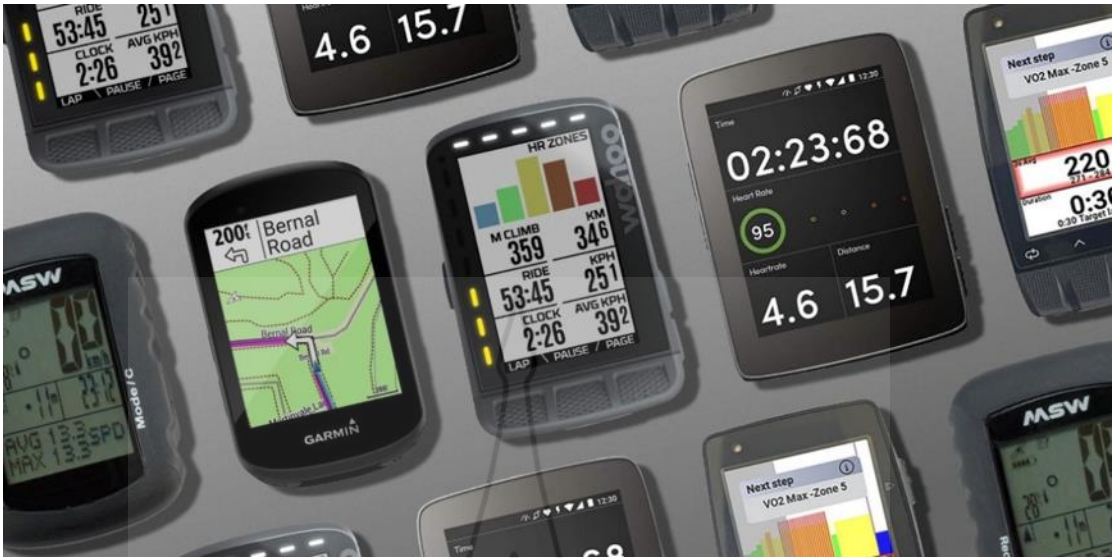 RIDE
53:45
251
CLOCK
2:26
AVG KPH
392
LAP / PAUSE / PAGE
4.6
15.7
Next step
VO2 Max -Zone 5
220
271 - 284
Duration
0:30 Target
MSW
Mode/C
km/h
AVG
MAX
SPD
200
Bernal
Road
Bernal Road
GARMIN
wahoo
HR ZONES
M CLIMB
359
KM
346
RIDE
53:45
KPH
251
CLOCK
2:26
AVG KPH
392
LAP / PAUSE / PAGE
12:30
Time
02:23:68
Heart Rate
95
Heartrate
4.6
Distance
15.7
12:30
Time
Next step
VO2 Max -Zone 5
MSW